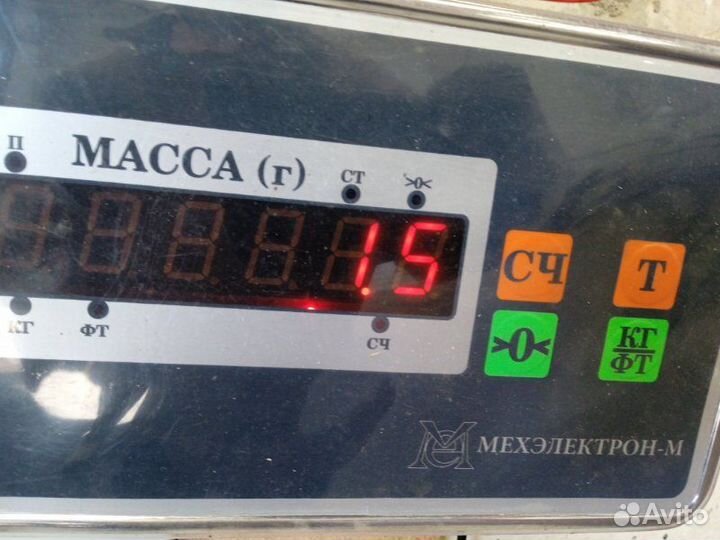 П
МАССА (г)
СТ
>0<
15
КГ
ФТ
СЧ
СЧ
Т
>0<
КГ
ФТ
МЕХЭЛЕКТРОН-М
Avito